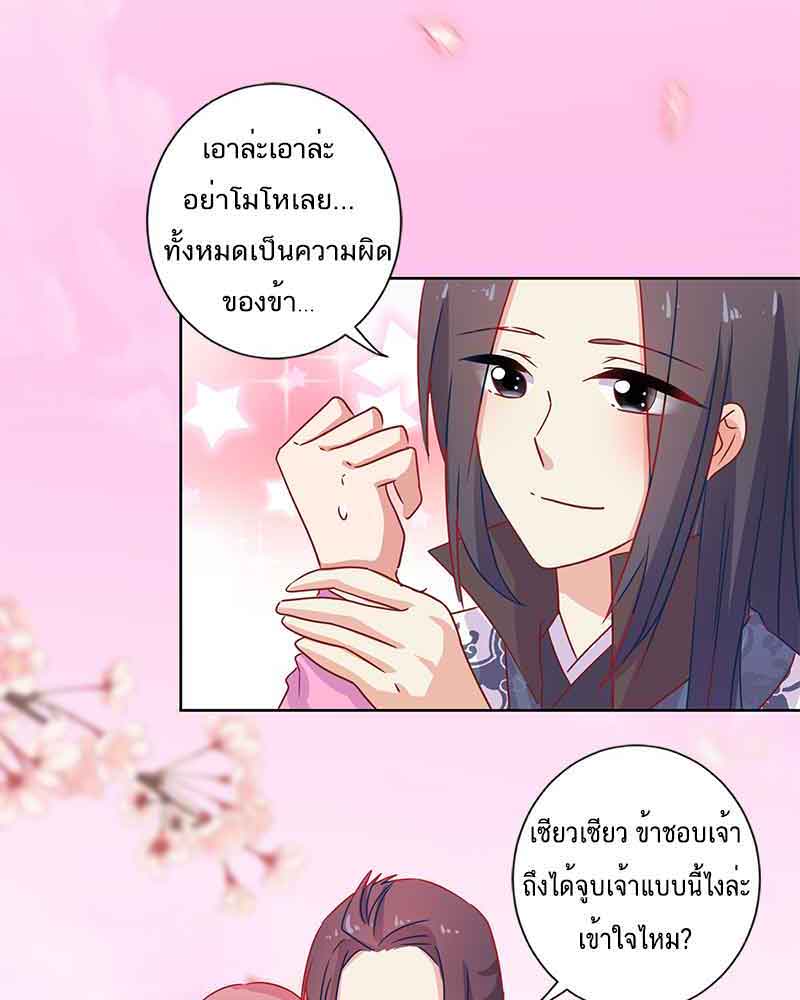 เอาล่ะเอาล่ะ
อย่าโมโหเลย...
ทั้งหมดเป็นความผิด
ของข้า...
เซียวเซียว ข้าชอบเจ้า
ถึงได้จูบเจ้าแบบนี้ไงล่ะ
เข้าใจไหม?